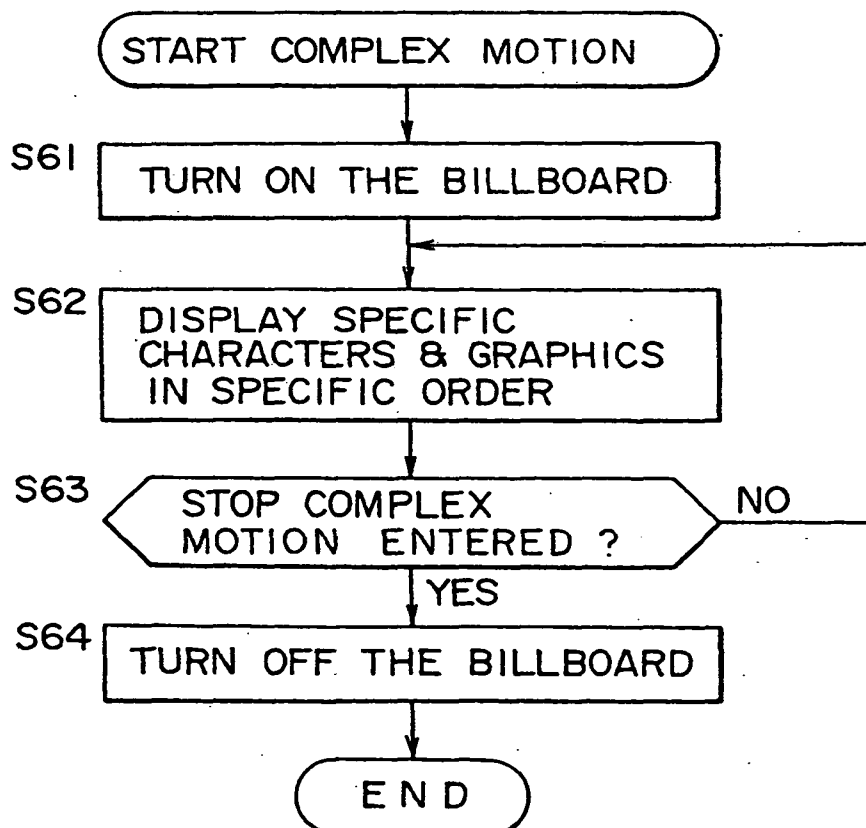 START COMPLEX MOTION
S61
TURN ON THE BILLBOARD
S62
DISPLAY SPECIFIC
CHARACTERS & GRAPHICS
IN SPECIFIC ORDER
S63
STOP COMPLEX
MOTION ENTERED ?
NO
YES
S64
TURN OFF THE BILLBOARD
END